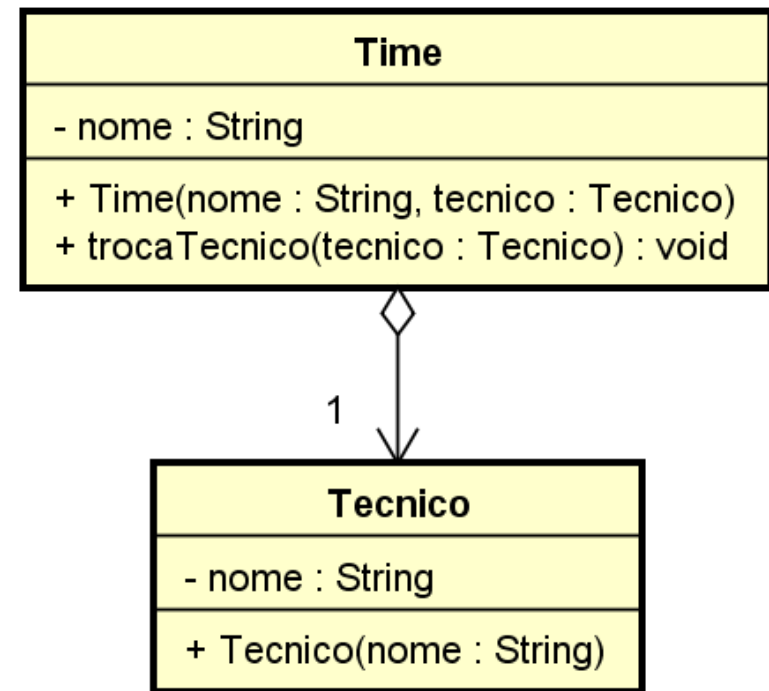 Time
- nome : String
+ Time(nome : String, tecnico : Tecnico)
+ trocaTecnico(tecnico : Tecnico) : void
1
Tecnico
- nome : String
+ Tecnico(nome : String)